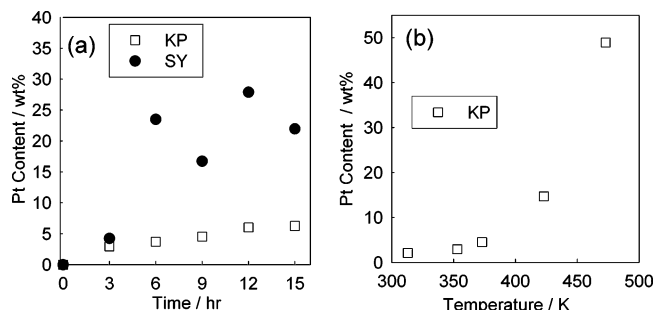 (a)
KP
SY
Pt Content / wt%
40
35
30
25
20
15
10
5
0
0 3 6 9 12 15
Time / hr
(b)
KP
Pt Content / wt%
50
40
30
20
10
0
300 350 400 450 500
Temperature / K